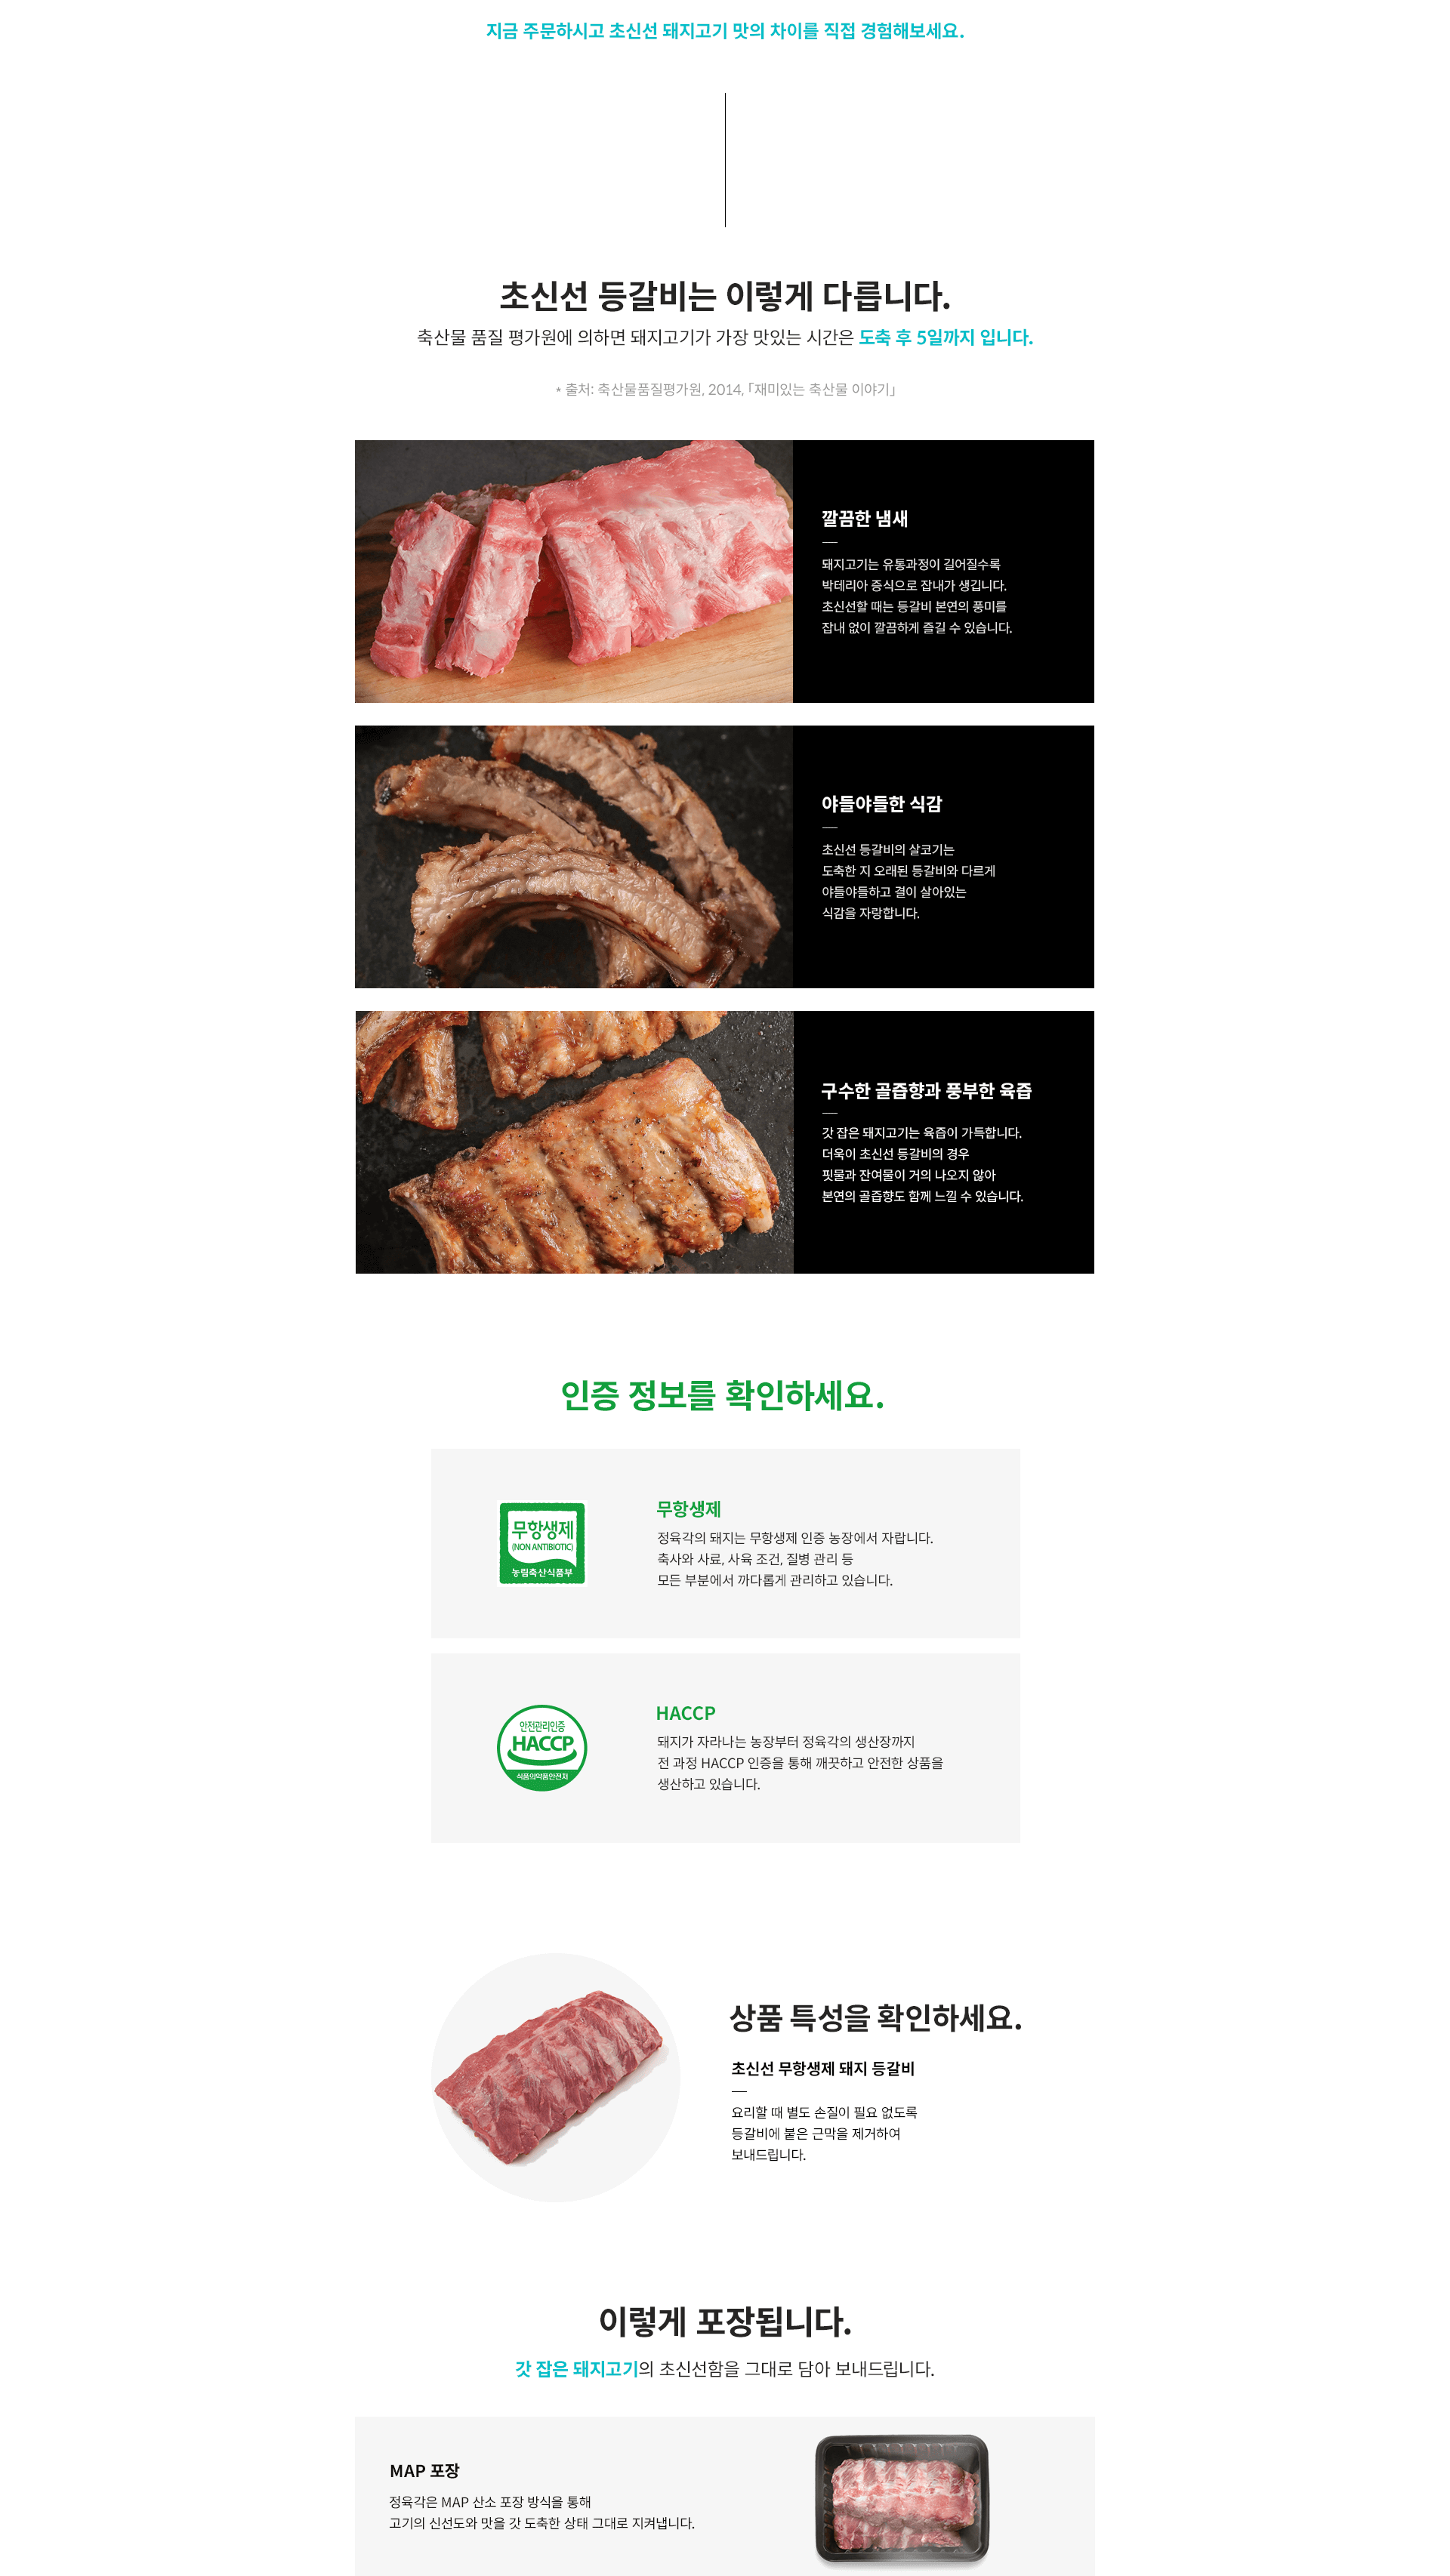 지금 주문하시고 초신선 돼지고기 맛의 차이를 직접 경험해보세요.
초신선 등갈비는 이렇게 다릅니다.
축산물 품질 평가원에 의하면 돼지고기가 가장 맛있는 시간은 도축 후 5일까지 입니다.
* 출처: 축산물품질평가원, 2014, 「재미있는 축산물 이야기」
깔끔한 냄새
돼지고기는 유통과정이 길어질수록
박테리아 증식으로 잡내가 생깁니다.
초신선할 때는 등갈비 본연의 풍미를
잡내 없이 깔끔하게 즐길 수 있습니다.
야들야들한 식감
초신선 등갈비의 살코기는
도축한 지 오래된 등갈비와 다르게
야들야들하고 결이 살아있는
식감을 자랑합니다.
구수한 골즙향과 풍부한 육즙
갓 잡은 돼지고기는 육즙이 가득합니다.
더욱이 초신선 등갈비의 경우
핏물과 잔여물이 거의 나오지 않아
본연의 골즙향도 함께 느낄 수 있습니다.
인증 정보를 확인하세요.
무항생제
(NON ANTIBIOTIC)
농림축산식품부
무항생제
정육각의 돼지는 무항생제 인증 농장에서 자랍니다.
축사와 사료, 사육 조건, 질병 관리 등
모든 부분에서 까다롭게 관리하고 있습니다.
안전관리인증
HACCP
식품의약품안전처
HACCP
돼지가 자라나는 농장부터 정육각의 생산장까지
전 과정 HACCP 인증을 통해 깨끗하고 안전한 상품을
생산하고 있습니다.
상품 특성을 확인하세요.
초신선 무항생제 돼지 등갈비
요리할 때 별도 손질이 필요 없도록
등갈비에 붙은 근막을 제거하여
보내드립니다.
이렇게 포장됩니다.
갓 잡은 돼지고기의 초신선함을 그대로 담아 보내드립니다.
MAP 포장
정육각은 MAP 산소 포장 방식을 통해
고기의 신선도와 맛을 갓 도축한 상태 그대로 지켜냅니다.